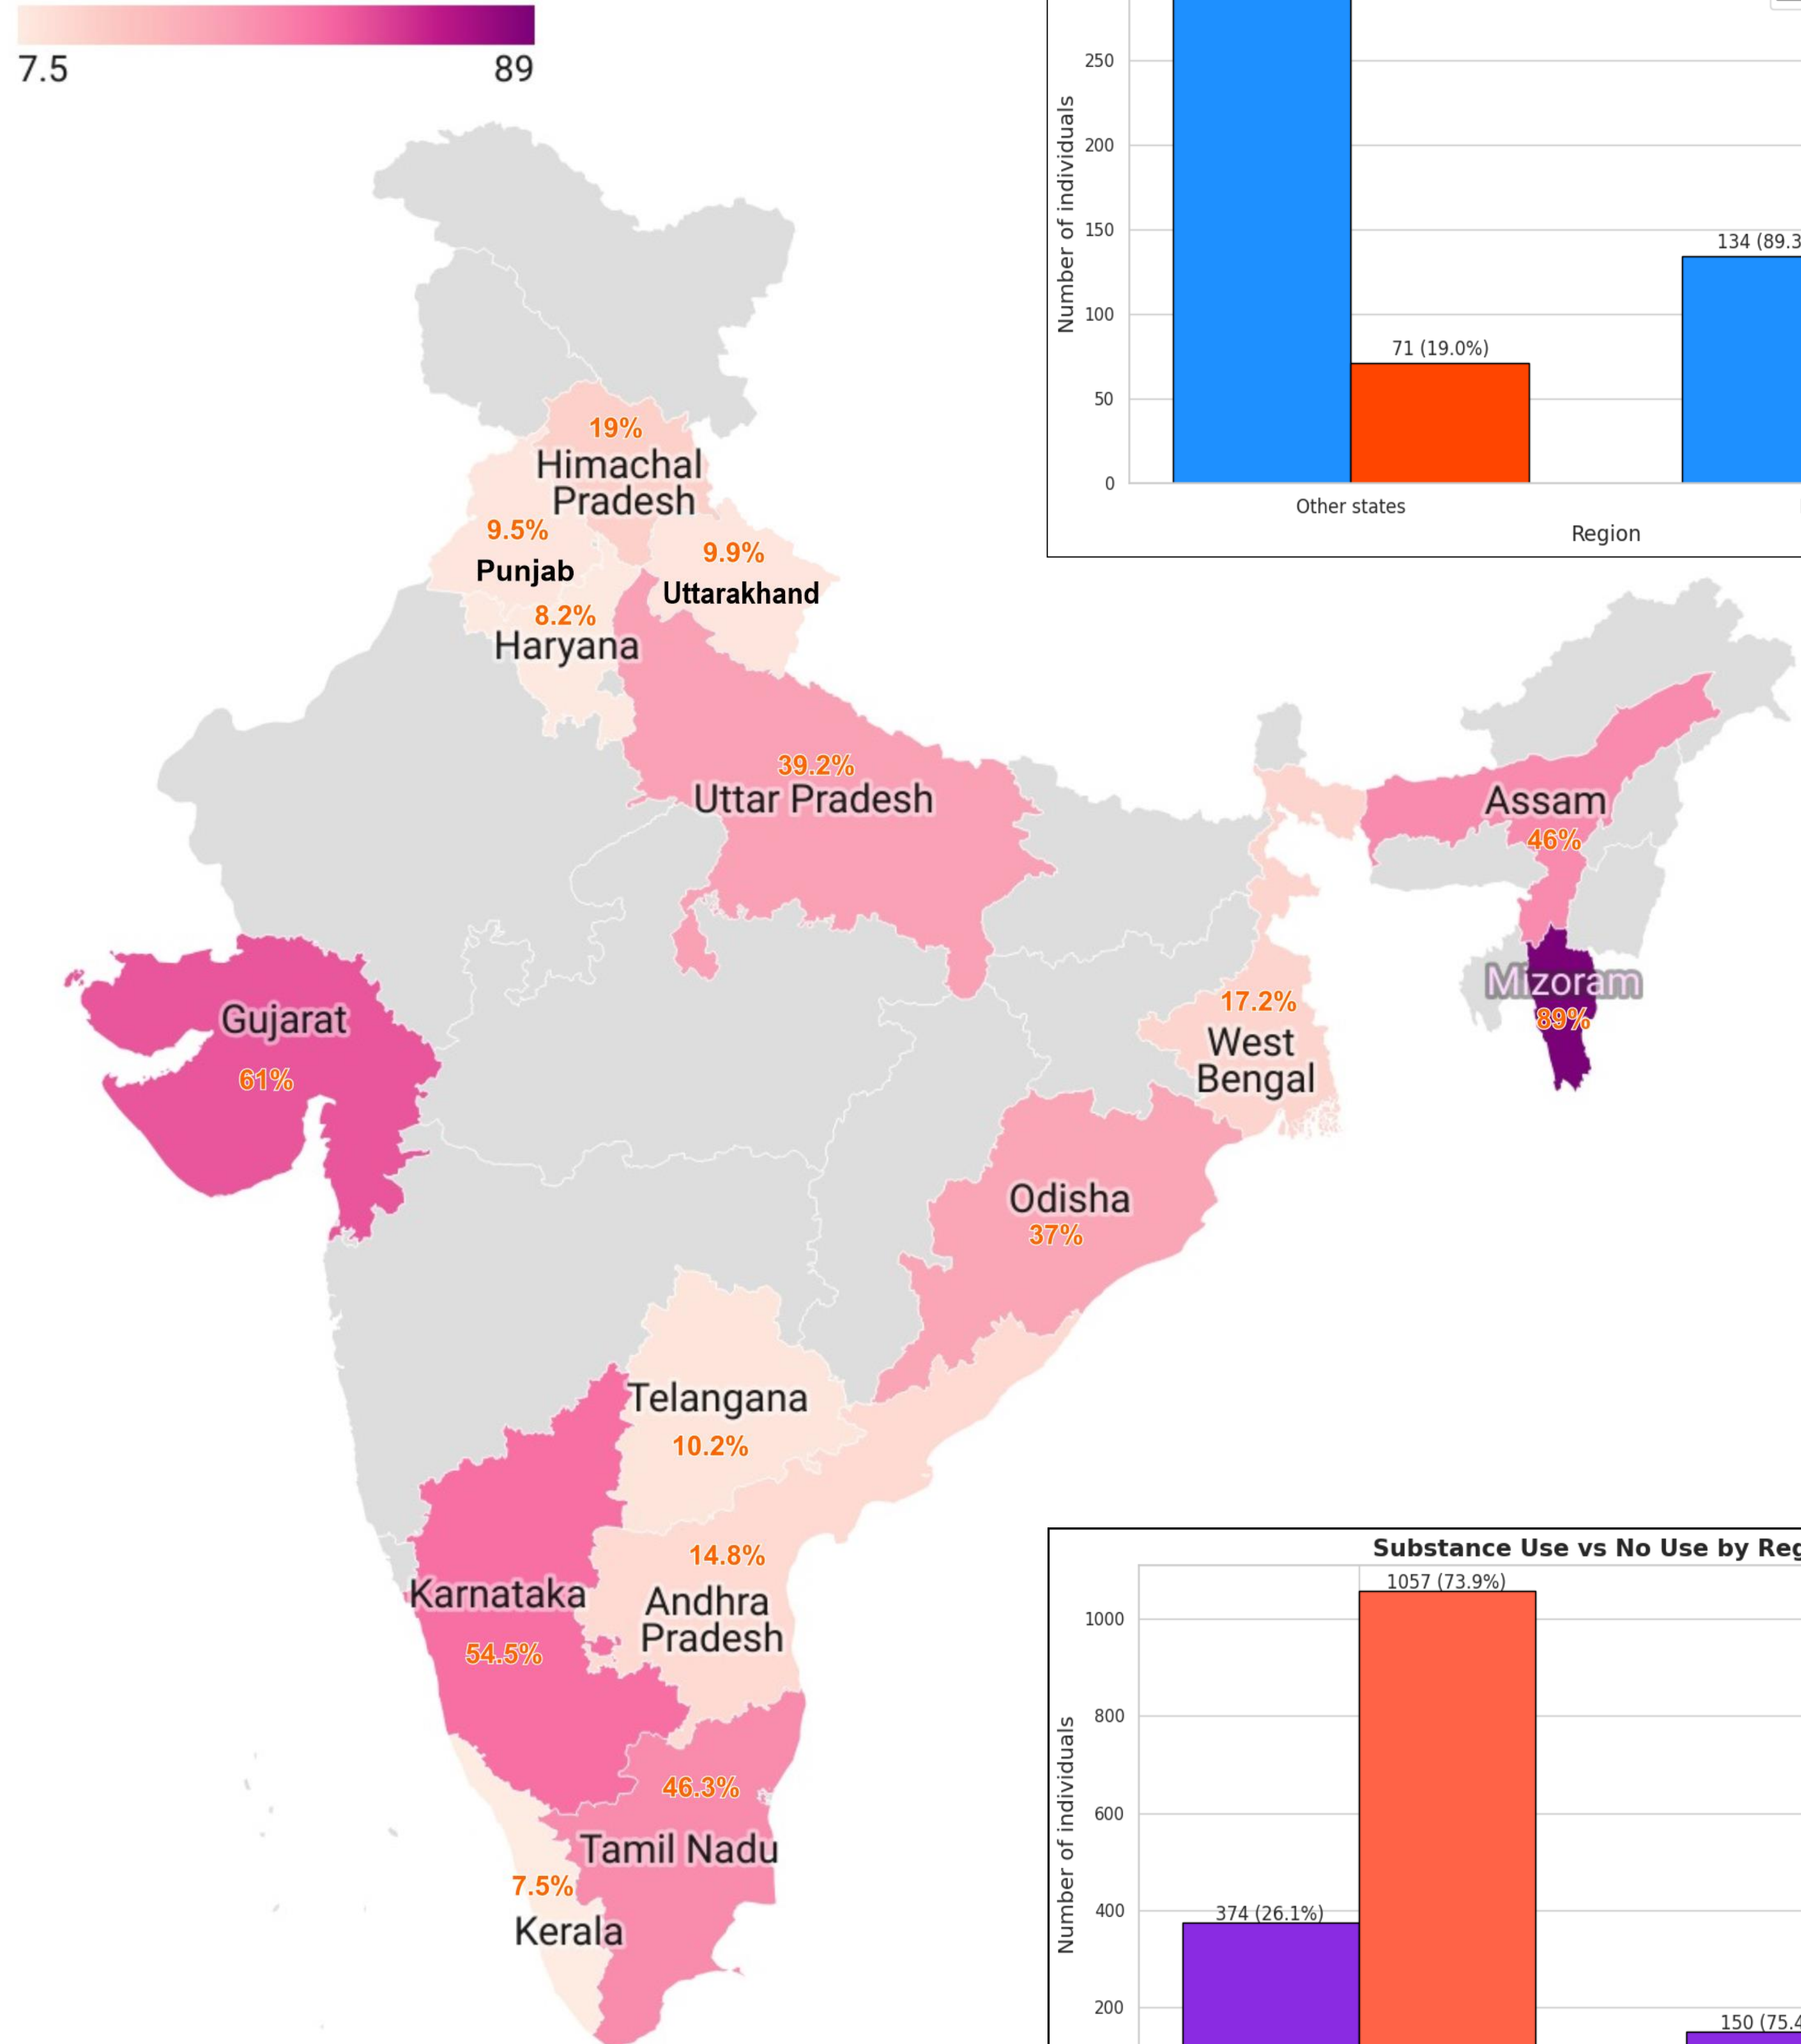 7.5
89
250
200
150
100
50
0
Number of individuals
71 (19.0%)
134 (89.3
Other states
Region
19%
Himachal
Pradesh
9.5%
Punjab
9.9%
Uttarakhand
8.2%
Haryana
39.2%
Uttar Pradesh
Assam
46%
Mizoram
89%
Gujarat
61%
17.2%
West
Bengal
Odisha
37%
Telangana
10.2%
Karnataka
54.5%
14.8%
Andhra
Pradesh
46.3%
Tamil Nadu
7.5%
Kerala
Substance Use vs No Use by Reg
1057 (73.9%)
1000
800
600
400
200
Number of individuals
374 (26.1%)
150 (75.4